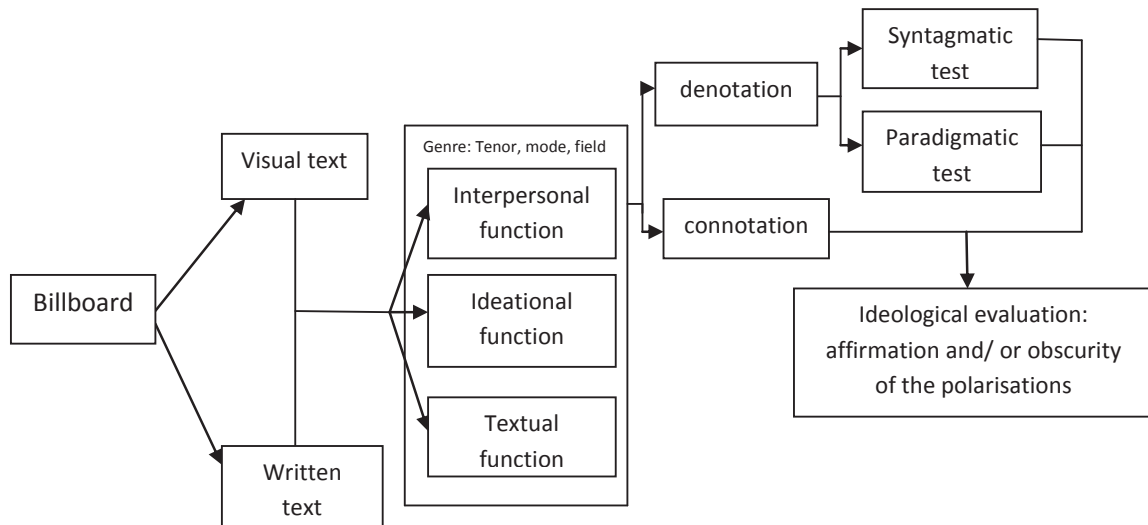 Billboard
Visual text
Written
text
Genre: Tenor, mode, field
Interpersonal
function
Ideational
function
Textual
function
denotation
connotation
Syntagmatic
test
Paradigmatic
test
Ideological evaluation:
affirmation and/ or obscurity
of the polarisations